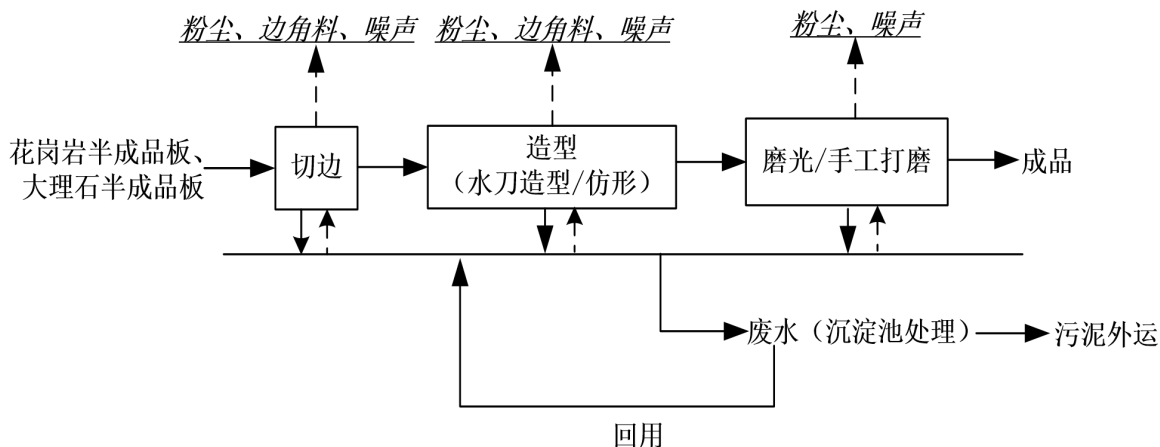 粉尘、边角料、噪声
粉尘、边角料、噪声
粉尘、噪声
花岗岩半成品板、
大理石半成品板
切边
造型
（水刀造型/仿形）
磨光/手工打磨
成品
废水（沉淀池处理）
污泥外运
回用